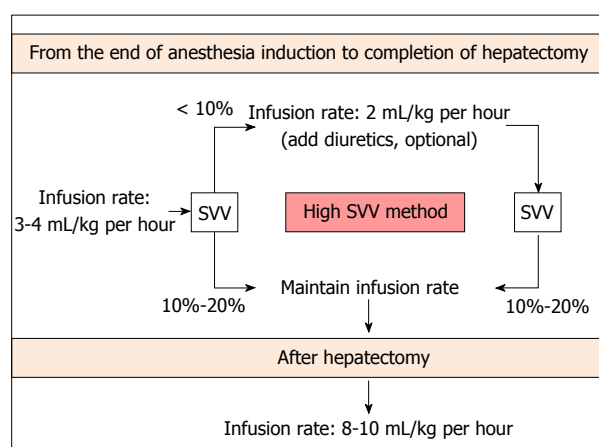 From the end of anesthesia induction to completion of hepatectomy
< 10%
Infusion rate: 2 mL/kg per hour
(add diuretics, optional)
Infusion rate:
3-4 mL/kg per hour
SVV
High SVV method
SVV
10%-20%
Maintain infusion rate
10%-20%
After hepatectomy
Infusion rate: 8-10 mL/kg per hour